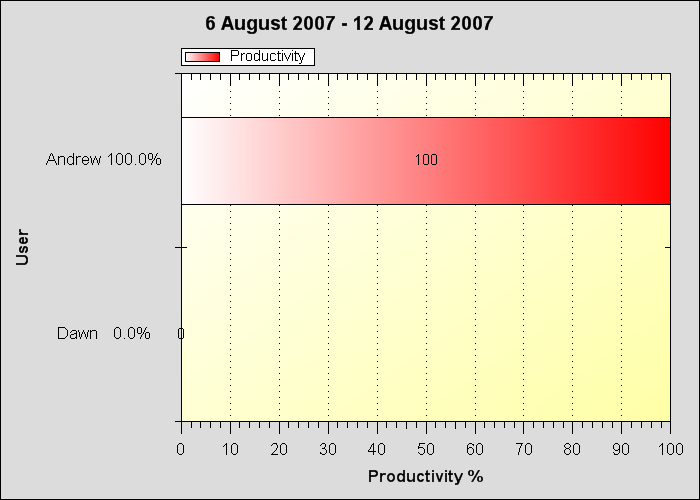 6 August 2007 - 12 August 2007
Productivity
Andrew 100.0%
100
User
Dawn 0.0%
0
0 10 20 30 40 50 60 70 80 90 100
Productivity %